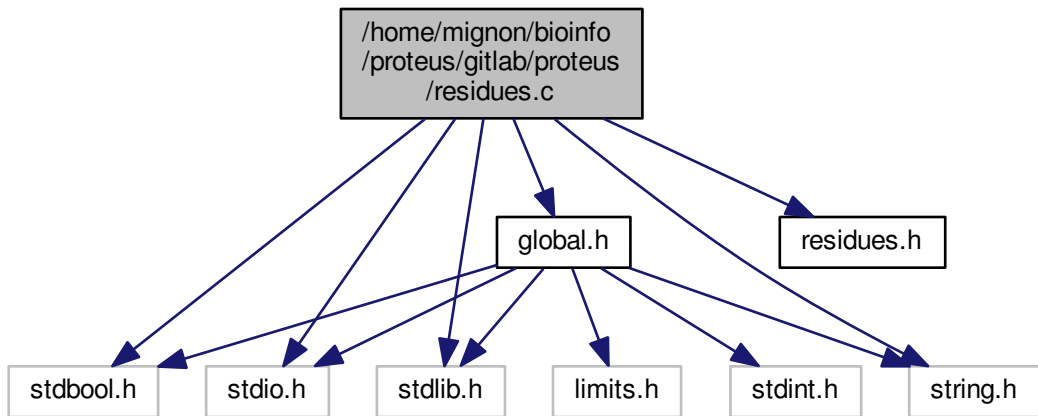 /home/mignon/bioinfo
/proteus/gitlab/proteus
/residues.c
global.h
residues.h
stdbool.h
stdio.h
stdlib.h
limits.h
stdint.h
string.h